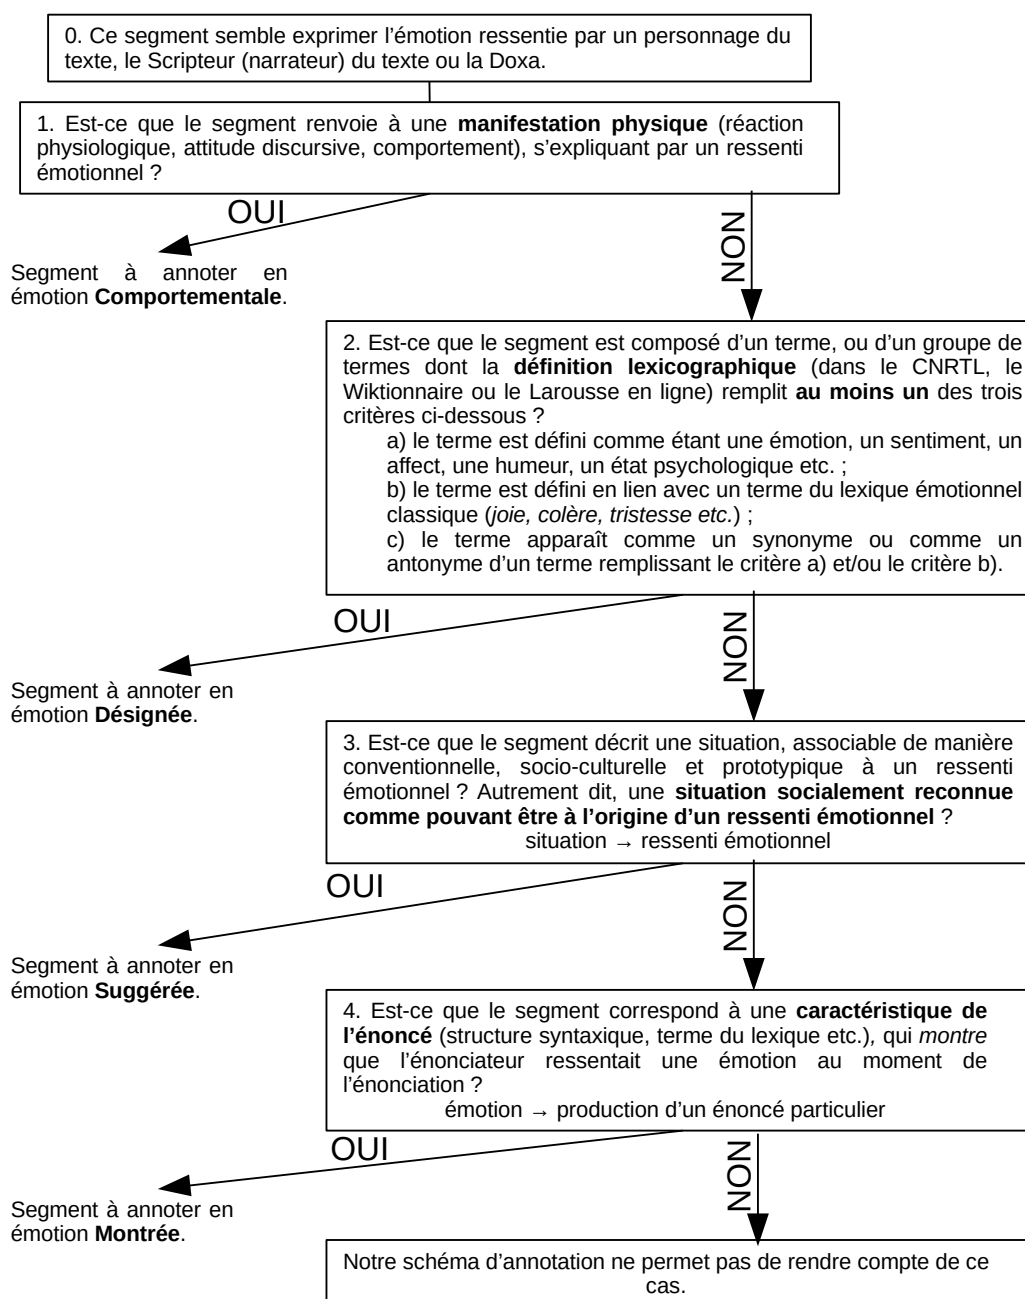 0. Ce segment semble exprimer l’émotion ressentie par un personnage du
texte, le Scripteur (narrateur) du texte ou la Doxa.
1. Est-ce que le segment renvoie à une manifestation physique (réaction
physiologique, attitude discursive, comportement), s’expliquant par un ressenti
émotionnel ?
OUI
NON
Segment à annoter en
émotion Comportementale.
2. Est-ce que le segment est composé d’un terme, ou d’un groupe de
termes dont la définition lexicographique (dans le CNRTL, le
Wiktionnaire ou le Larousse en ligne) remplit au moins un des trois
critères ci-dessous ?
a) le terme est défini comme étant une émotion, un sentiment, un
affect, une humeur, un état psychologique etc. ;
b) le terme est défini en lien avec un terme du lexique émotionnel
classique (joie, colère, tristesse etc.) ;
c) le terme apparaît comme un synonyme ou comme un
antonyme d’un terme remplissant le critère a) et/ou le critère b).
OUI
NON
Segment à annoter en
émotion Désignée.
3. Est-ce que le segment décrit une situation, associable de manière
conventionnelle, socio-culturelle et prototypique à un ressenti
émotionnel ? Autrement dit, une situation socialement reconnue
comme pouvant être à l’origine d’un ressenti émotionnel ?
situation → ressenti émotionnel
OUI
NON
Segment à annoter en
émotion Suggérée.
4. Est-ce que le segment correspond à une caractéristique de
l’énoncé (structure syntaxique, terme du lexique etc.), qui montre
que l’énonciateur ressentait une émotion au moment de
l’énonciation ?
émotion → production d’un énoncé particulier
OUI
NON
Segment à annoter en
émotion Montrée.
Notre schéma d’annotation ne permet pas de rendre compte de ce
cas.